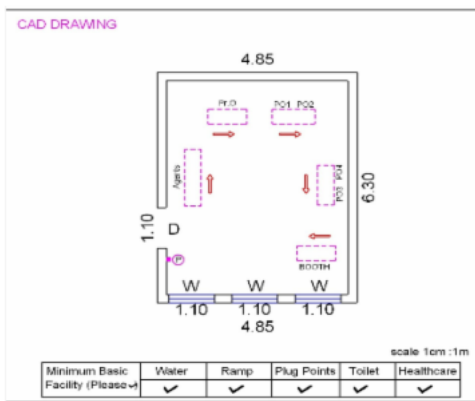 CAD DRAWING
4.85
Pr.O PO1 PO2
Agents
PO3 PO4
6.30
1.10 D
P
BOOTH
W W W
1.10 1.10 1.10
4.85
scale 1cm :1m
Minimum Basic Water Ramp Plug Points Toilet Healthcare
Facility (Please ✓) ✓ ✓ ✓ ✓ ✓